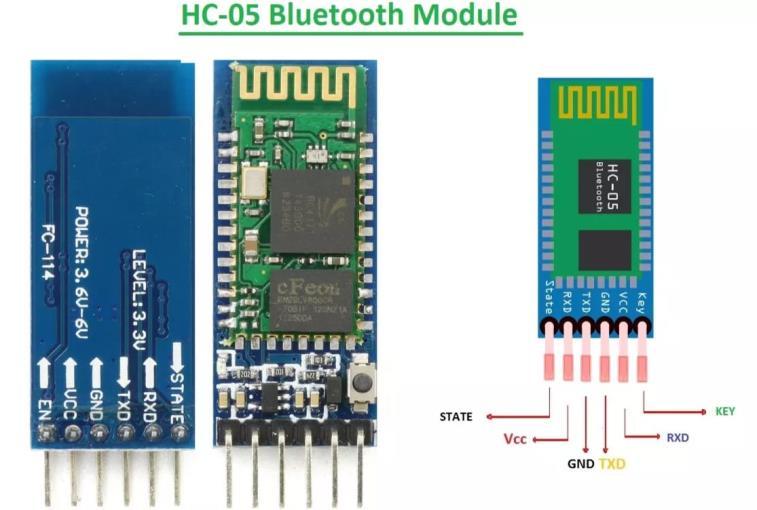 HC-05 Bluetooth Module
FC-114
POWER: 3.6V-6V
LEVEL: 3.3V
EN
VCC
GND
TXD
RXD
STATE
cFeon
HC-05
Bluetooth
State
RXD
TXD
GND
VCC
Key
STATE
KEY
Vcc
RXD
GND TXD